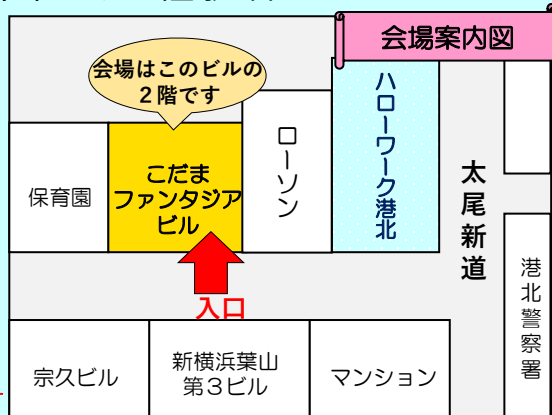 会場案内図
会場はこのビルの
２階です
保育園
こだま
ファンタジア
ビル
ローソン
ハローワーク港北
太尾新道
港北警察署
入口
宗久ビル
新横浜葉山
第３ビル
マンション